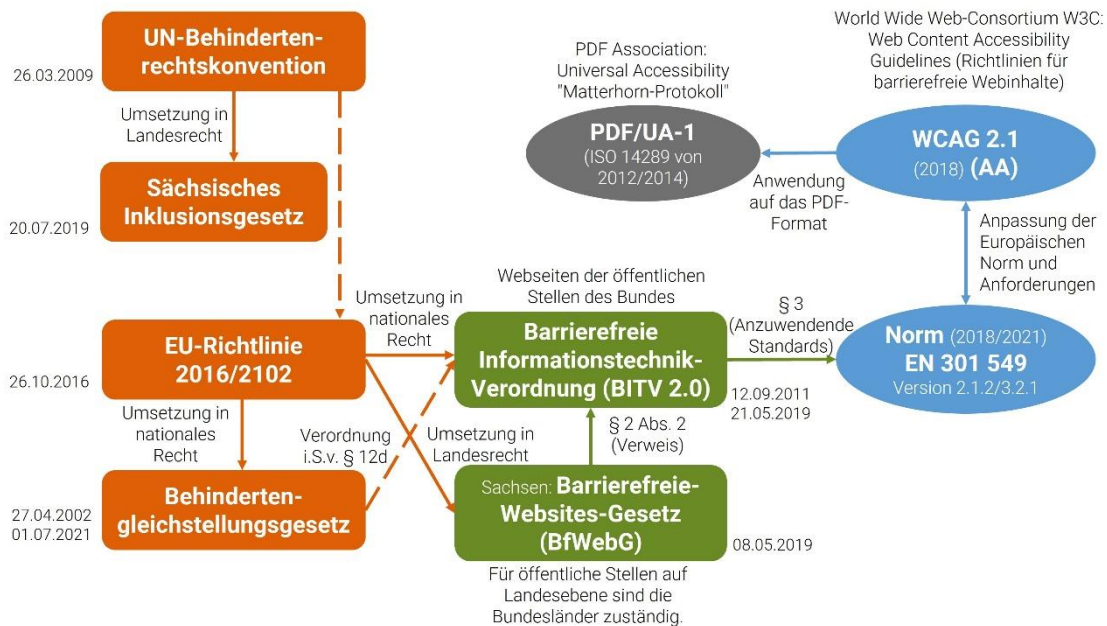 UN-Behinderten-
rechtskonvention
26.03.2009
Umsetzung in
Landesrecht
Sächsisches
Inklusionsgesetz
20.07.2019
PDF Association:
Universal Accessibility
"Matterhorn-Protokoll"
PDF/UA-1
(ISO 14289 von
2012/2014)
World Wide Web-Consortium W3C:
Web Content Accessibility
Guidelines (Richtlinien für
barrierefreie Webinhalte)
WCAG 2.1
(2018) (AA)
Anwendung
auf das PDF-
Format
Anpassung der
Europäischen
Norm und
Anforderungen
EU-Richtlinie
2016/2102
26.10.2016
Umsetzung in
nationales
Recht
Webseiten der öffentlichen
Stellen des Bundes
Barrierefreie
Informationstechnik-
Verordnung (BITV 2.0)
12.09.2011
21.05.2019
§ 3
(Anzuwendende
Standards)
Norm (2018/2021)
EN 301 549
Version 2.1.2/3.2.1
Umsetzung in
nationales
Recht
Verordnung
i.S.v. § 12d
Umsetzung in
Landesrecht
§ 2 Abs. 2
(Verweis)
Behinderten-
gleichstellungsgesetz
27.04.2002
01.07.2021
Sachsen: Barrierefreie-
Websites-Gesetz
(BfWebG)
08.05.2019
Für öffentliche Stellen auf
Landesebene sind die
Bundesländer zuständig.